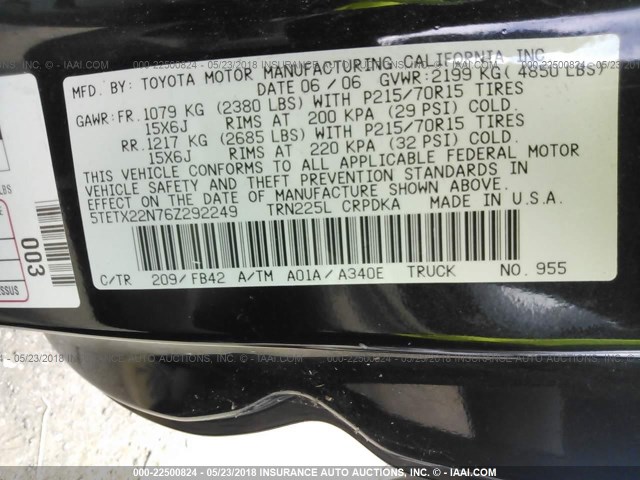 MFD. BY: TOYOTA MOTOR MANUFACTURING CALIFORNIA INC.
DATE 06/06 GVWR: 2199 KG( 4850 LBS)
GAWR: FR. 1079 KG (2380 LBS) WITH P215/70R15 TIRES
15X6J RIMS AT 200 KPA (29 PSI) COLD.
RR. 1217 KG (2685 LBS) WITH P215/70R15 TIRES
15X6J RIMS AT 220 KPA (32 PSI) COLD.
THIS VEHICLE CONFORMS TO ALL APPLICABLE FEDERAL MOTOR
VEHICLE SAFETY AND THEFT PREVENTION STANDARDS IN
EFFECT ON THE DATE OF MANUFACTURE SHOWN ABOVE.
5TETX22N76Z292249 TRN225L CRPDKA MADE IN U.S.A.
C/TR 209/FB42 A/TM A01A/A340E TRUCK NO. 955
LBS
003
ESSUS
000-22500824 - 05/23/2018 INSURANCE AUTO AUCTIONS INC. - IAAI.COM